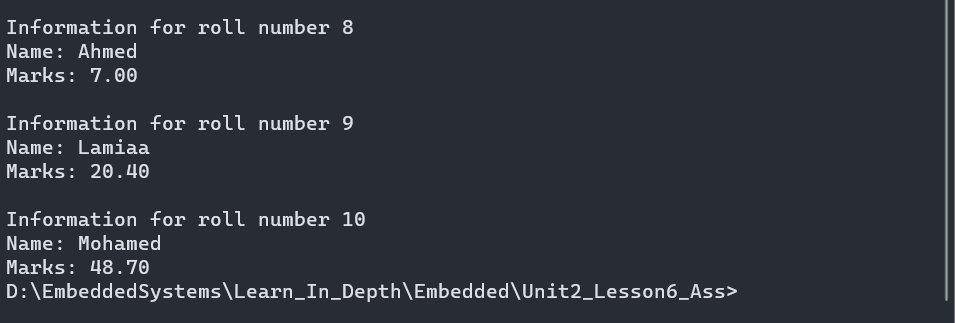 Information for roll number 8
Name: Ahmed
Marks: 7.00
Information for roll number 9
Name: Lamiaa
Marks: 20.40
Information for roll number 10
Name: Mohamed
Marks: 48.70
D:\EmbeddedSystems\Learn_In_Depth\Embedded\Unit2_Lesson6_Ass>